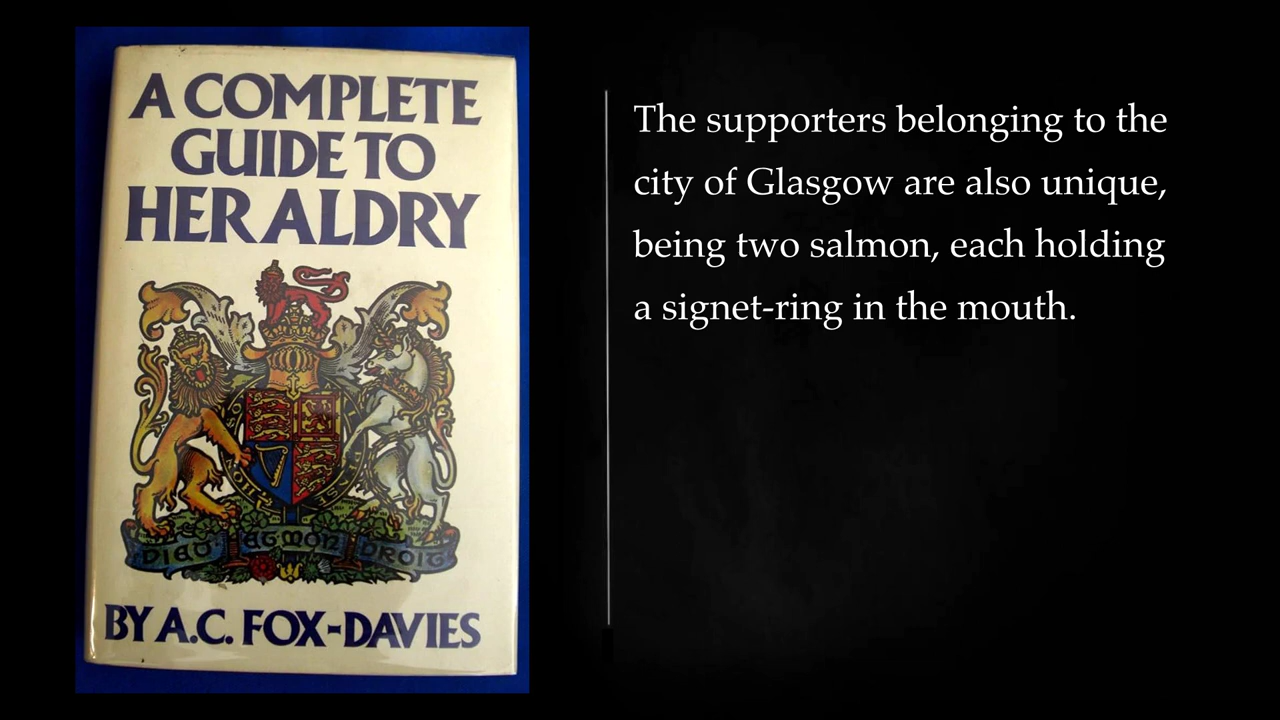 A COMPLETE
GUIDE TO
HERALDRY
DIEU ET MON DROIT
BY A.C. FOX-DAVIES
The supporters belonging to the
city of Glasgow are also unique,
being two salmon, each holding
a signet-ring in the mouth.